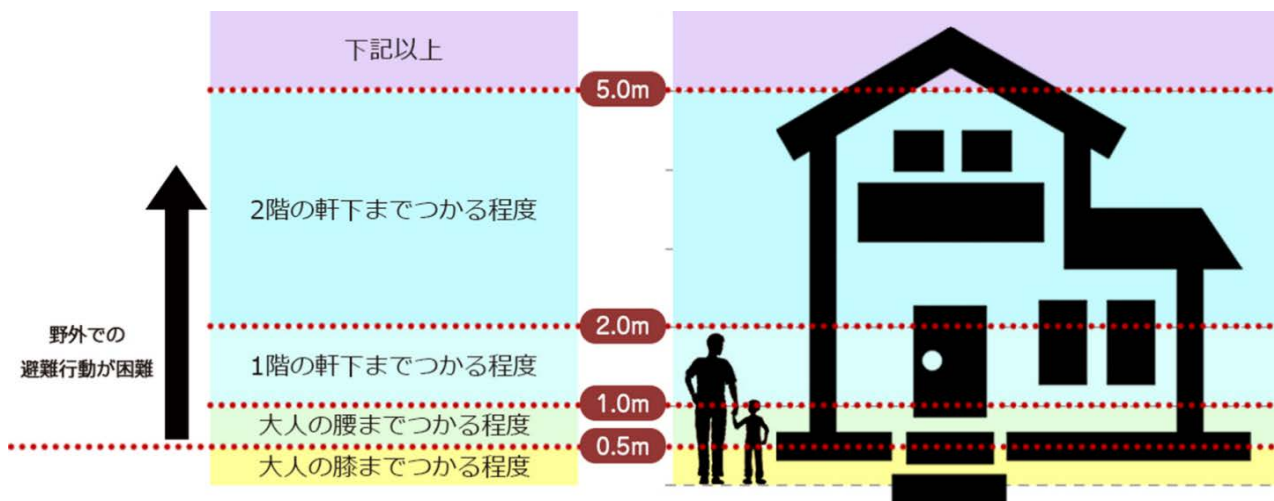 下記以上
5.0m
2階の軒下までつかる程度
2.0m
野外での
避難行動が困難
1階の軒下までつかる程度
1.0m
大人の腰までつかる程度
0.5m
大人の膝までつかる程度